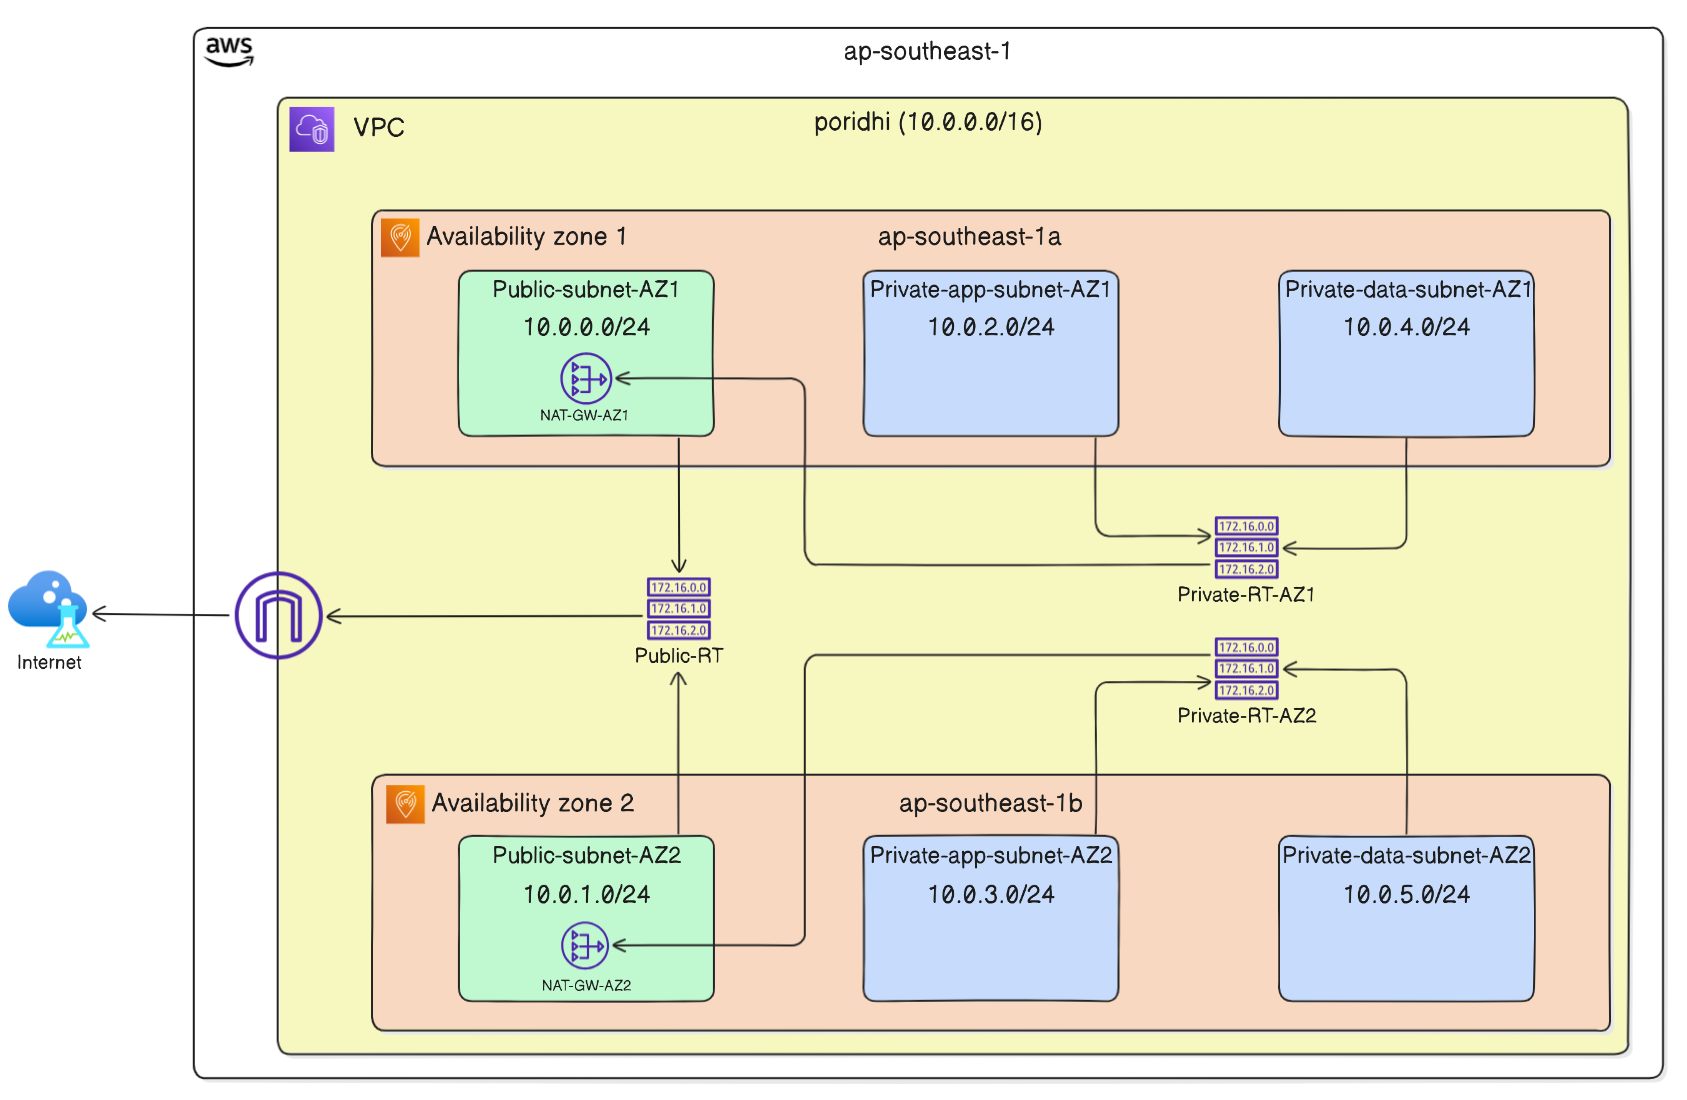 aws
ap-southeast-1
VPC
poridhi (10.0.0.0/16)
Availability zone 1
ap-southeast-1a
Public-subnet-AZ1
10.0.0.0/24
NAT-GW-AZ1
Private-app-subnet-AZ1
10.0.2.0/24
Private-data-subnet-AZ1
10.0.4.0/24
172.16.0.0
172.16.1.0
172.16.2.0
Private-RT-AZ1
172.16.0.0
172.16.1.0
172.16.2.0
Public-RT
Internet
172.16.0.0
172.16.1.0
172.16.2.0
Private-RT-AZ2
Availability zone 2
ap-southeast-1b
Public-subnet-AZ2
10.0.1.0/24
NAT-GW-AZ2
Private-app-subnet-AZ2
10.0.3.0/24
Private-data-subnet-AZ2
10.0.5.0/24